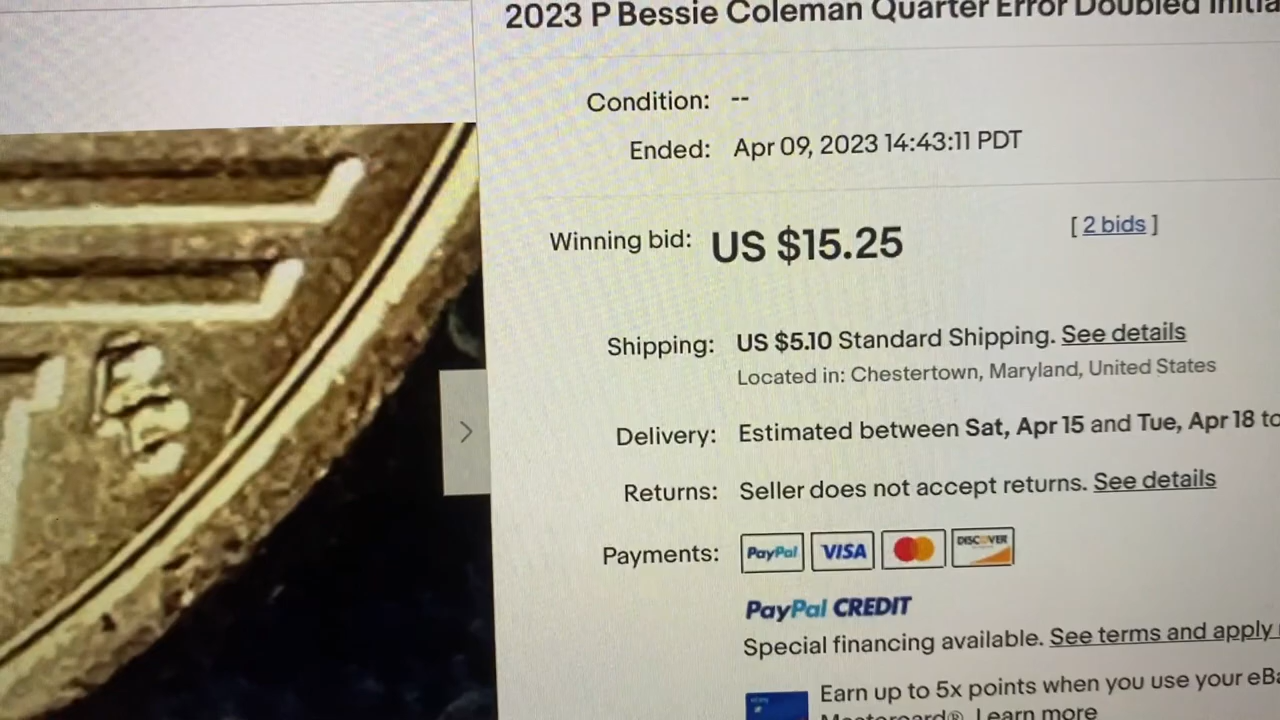 2023 P Bessie Coleman Quarter Error Doubled
Condition: --
Ended: Apr 09, 2023 14:43:11 PDT
Winning bid: US $15.25 [ 2 bids ]
Shipping: US $5.10 Standard Shipping. See details
Located in: Chestertown, Maryland, United States
Delivery: Estimated between Sat, Apr 15 and Tue, Apr 18 to
Returns: Seller does not accept returns. See details
Payments: PayPal VISA DISCOVER
PayPal CREDIT
Special financing available. See terms and apply
Earn up to 5x points when you use your
Mastercard®. Learn more